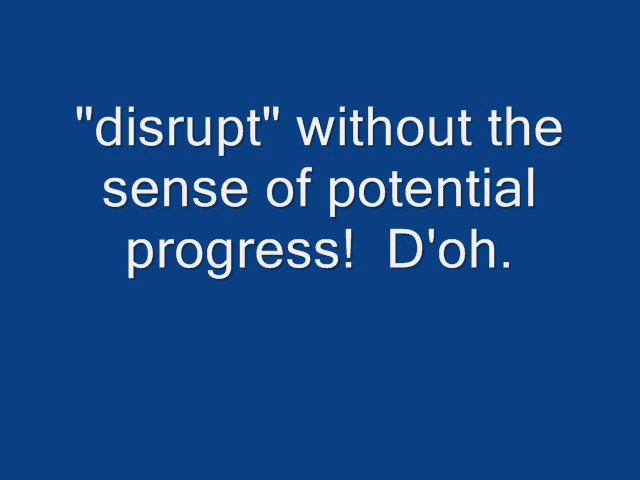 "disrupt" without the
sense of potential
progress!  D'oh.